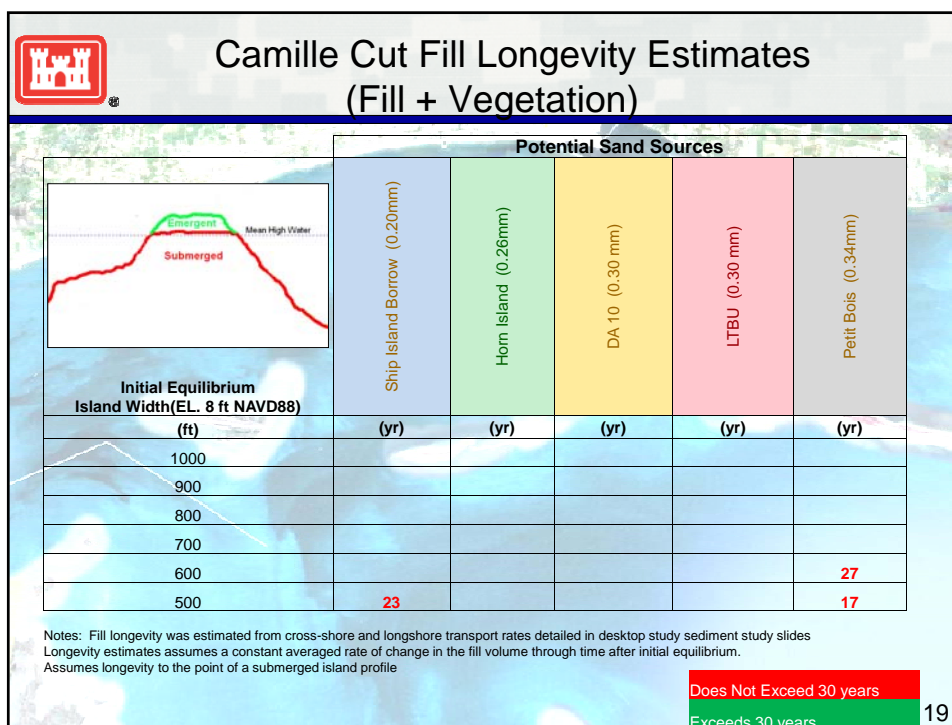 Camille Cut Fill Longevity Estimates
(Fill + Vegetation)
Potential Sand Sources
Emergent
Mean High Water
Submerged
Initial Equilibrium
Island Width(EL. 8 ft NAVD88)
Ship Island Borrow (0.20mm)
Horn Island (0.26mm)
DA 10 (0.30 mm)
LTBU (0.30 mm)
Petit Bois (0.34mm)
(ft) (yr) (yr) (yr) (yr) (yr)
1000
900
800
700
600 27
500 23 17
Notes: Fill longevity was estimated from cross-shore and longshore transport rates detailed in desktop study sediment study slides
Longevity estimates assumes a constant averaged rate of change in the fill volume through time after initial equilibrium.
Assumes longevity to the point of a submerged island profile
Does Not Exceed 30 years
Exceeds 30 years
19